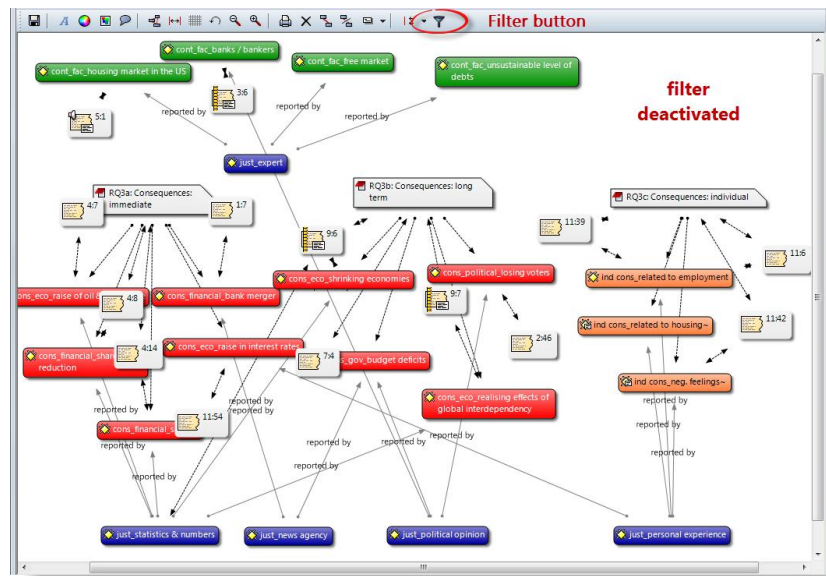 Filter button
filter
deactivated
cont_fac_banks / bankers
cont_fac_free market
cont_fac_unsustainable level of
debts
cont_fac_housing market in the US
3:6
5:1
reported by
reported by
reported by
just_expert
RQ3a: Consequences:
immediate
4:7
1:7
RQ3b: Consequences: long
term
RQ3c: Consequences: individual
9:6
11:39
11:6
cons_eco_shrinking economies
cons_political_losing voters
ind cons_related to employment
cons_eco_raise of oil
cons_financial_bank merger
4:8
9:7
11:42
ind cons_related to housing~
cons_eco_raise in interest rates
2:46
4:14
7:4
cons_financial_sha
reduction
s_gov_budget deficits
ind cons_neg. feelings~
cons_eco_realising effects of
global interdependency
reported by
reported by
reported by
11:54
cons_financial_s
reported by
reported by
reported by
reported by
reported by
reported by
reported by
just_statistics & numbers
just_news agency
just_political opinion
just_personal experience